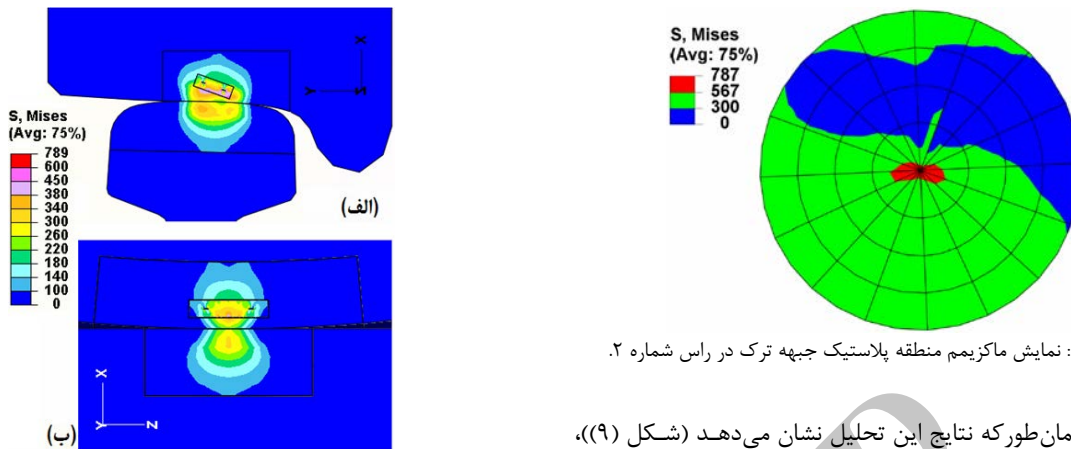 S, Mises
(Avg: 75%)
789
600
450
380
340
300
260
220
180
140
100
0
X
Y
Z
(الف)
X
Y
Z
(ب)
S, Mises
(Avg: 75%)
787
567
300
0
: نمایش ماکزیمم منطقه پلاستیک جبهه ترک در راس شماره ۲.
مان‌طورکه نتایج این تحلیل نشان می‌دهـد (شـکل (۹))،